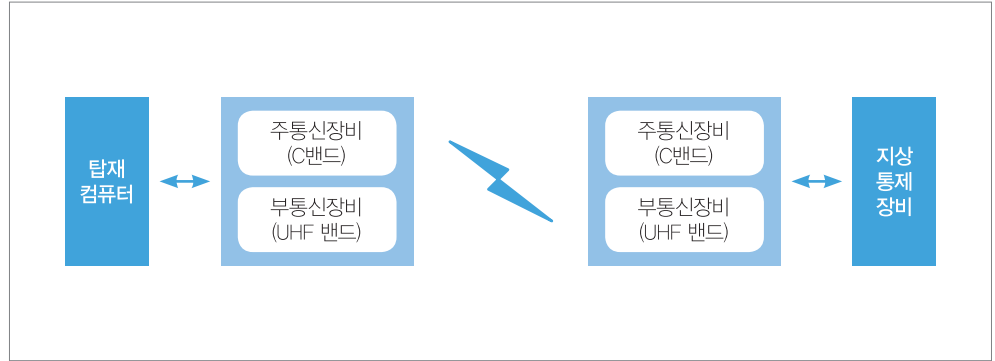 탑재
컴퓨터
주통신장비
(C밴드)
부통신장비
(UHF 밴드)
주통신장비
(C밴드)
부통신장비
(UHF 밴드)
지상
통제
장비